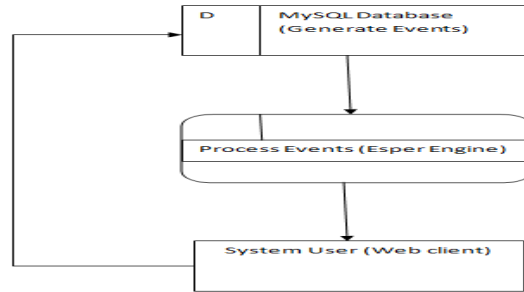 D MySQL Database
(Generate Events)
Process Events (Esper Engine)
System User (Web client)